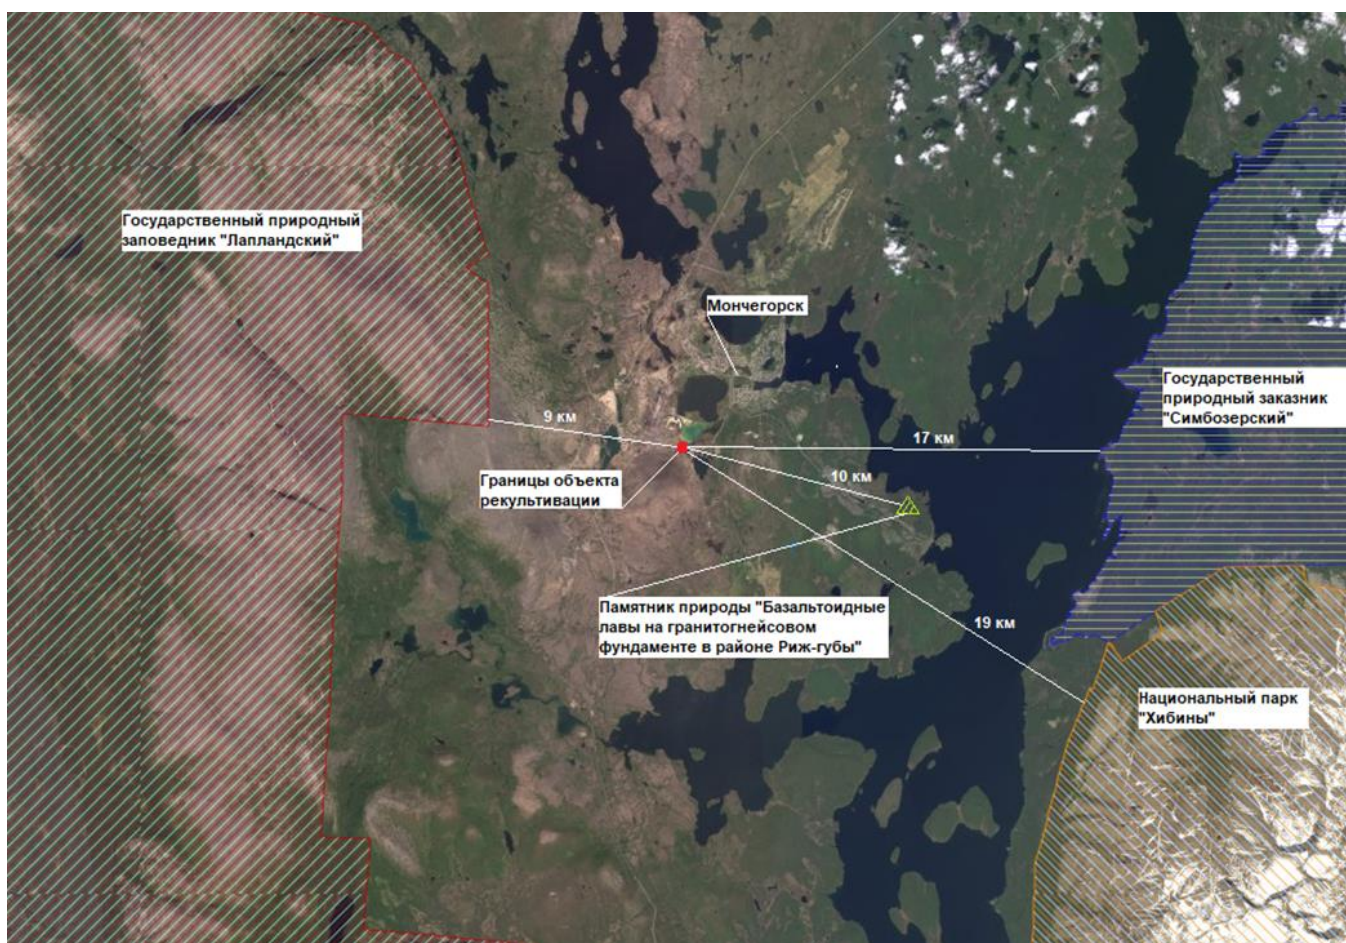 Государственный природный
заповедник "Лапландский"
Мончегорск
Государственный
природный заказник
"Симбозерский"
9 км
17 км
10 км
Границы объекта
рекультивации
Памятник природы "Базальтоидные
лавы на гранитогнейсовом
фундаменте в районе Риж-губы"
19 км
Национальный парк
"Хибины"